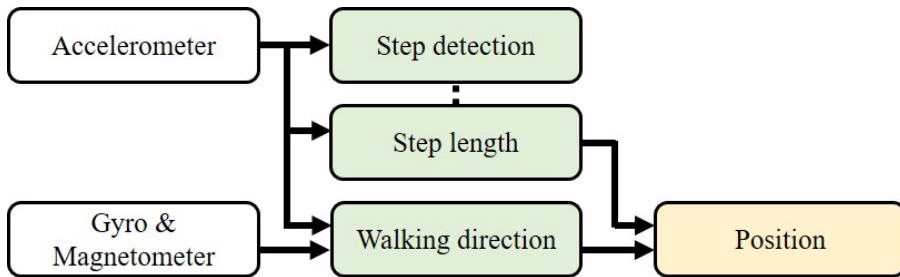 Accelerometer
Step detection
Step length
Gyro &
Magnetometer
Walking direction
Position